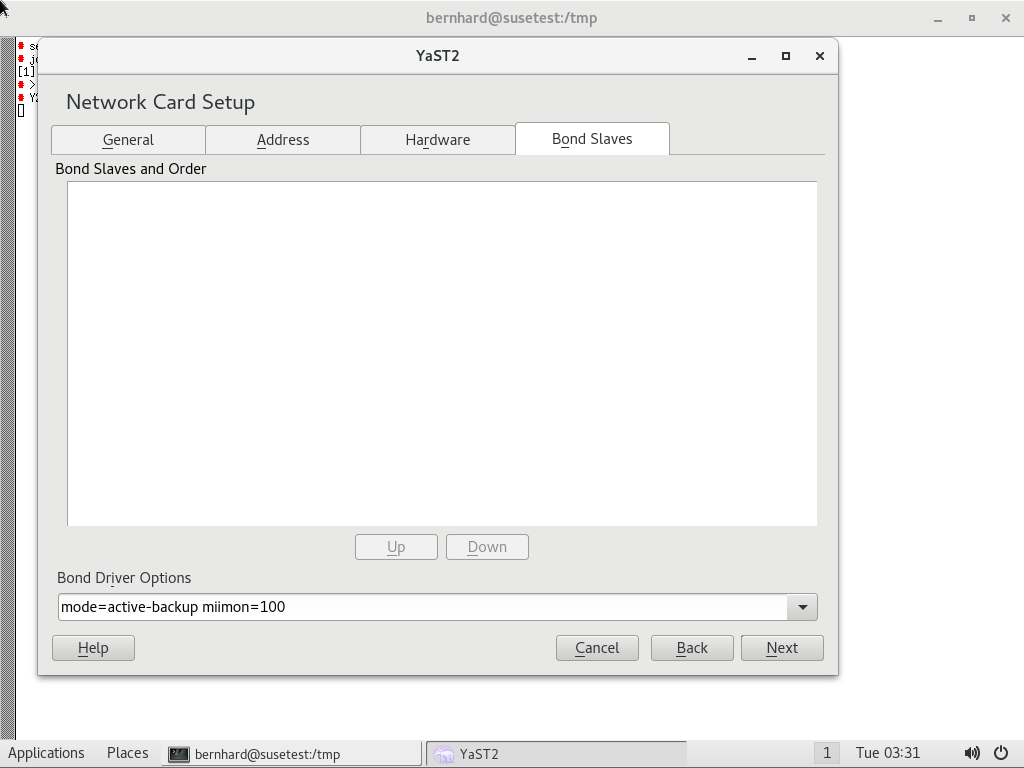 bernhard@susetest:/tmp
YaST2
[1]
>
Network Card Setup
General Address Hardware Bond Slaves
Bond Slaves and Order
Up Down
Bond Driver Options
mode=active-backup miimon=100
Help Cancel Back Next
Applications Places bernhard@susetest:/tmp YaST2 1 Tue 03:31